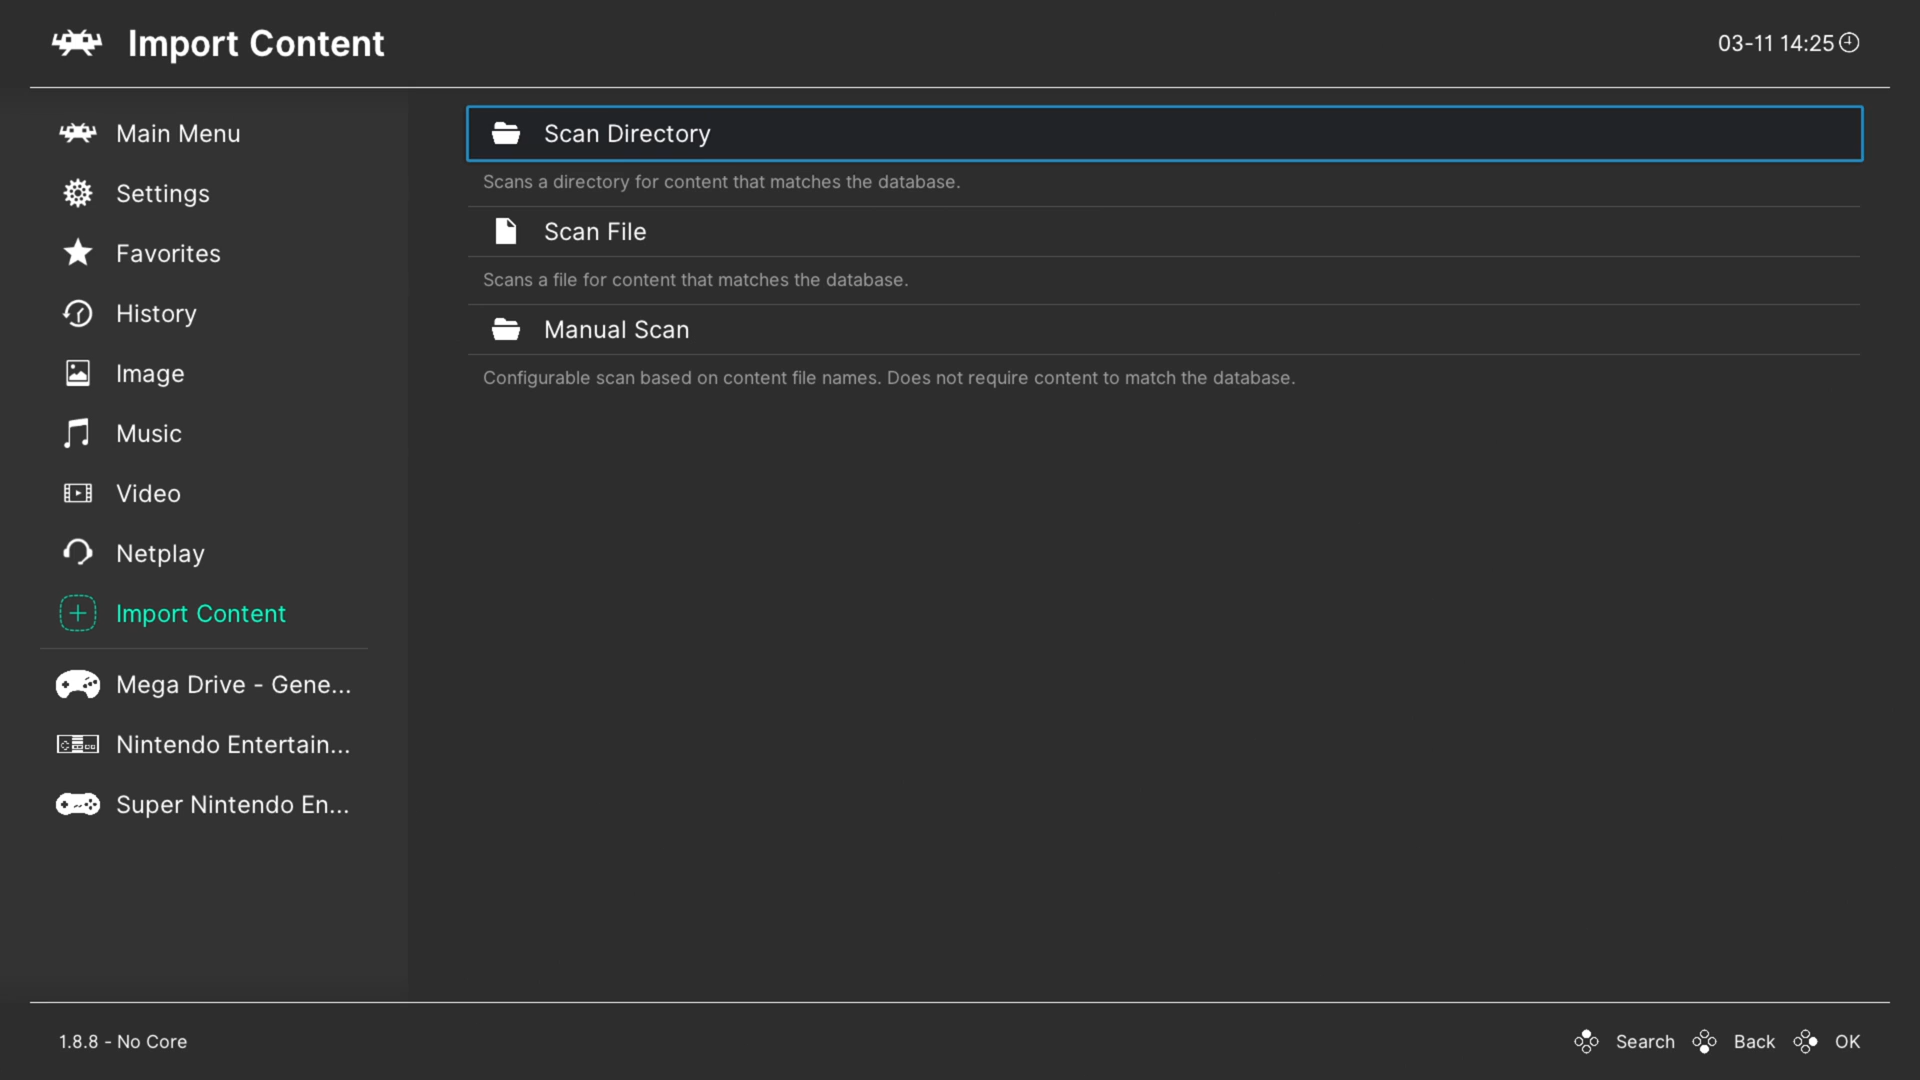 Import Content
03-11 14:25
Main Menu
Settings
Favorites
History
Image
Music
Video
Netplay
Import Content
Mega Drive - Gene...
Nintendo Entertain...
Super Nintendo En...
Scan Directory
Scans a directory for content that matches the database.
Scan File
Scans a file for content that matches the database.
Manual Scan
Configurable scan based on content file names. Does not require content to match the database.
1.8.8 - No Core
Search Back OK